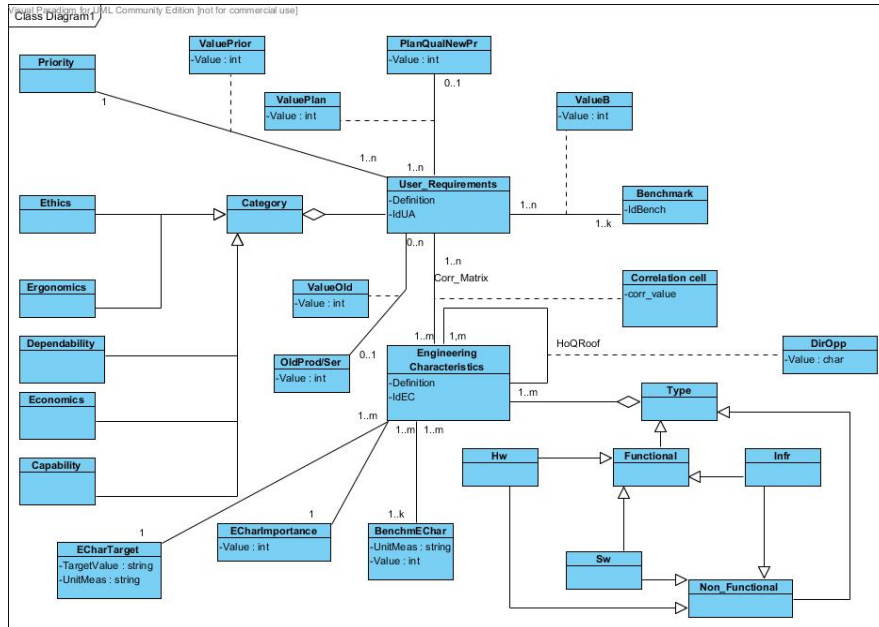 Visual Paradigm for UML Community Edition [not for commercial use]
Class Diagram1
ValuePrior
-Value : int
PlanQualNewPr
-Value : int
Priority
0..1
ValuePlan
-Value : int
ValueB
-Value : int
1
1..n
1..n
User_Requirements
-Definition
-IdUA
Ethics
Category
Benchmark
-IdBench
1..n
1..k
0..n
1..n
Corr_Matrix
Ergonomics
ValueOld
-Value : int
Correlation cell
-corr_value
1..m
1,m
HoQRoof
Dependability
DirOpp
-Value : char
0..1
OldProd/Ser
-Value : int
Engineering
Characteristics
-Definition
-IdEC
Type
1..m
Economics
1..m
1..m
1..m
Hw
Functional
Infr
Capability
1
1
1..k
ECharTarget
-TargetValue : string
-UnitMeas : string
ECharImportance
-Value : int
BenchmEChar
-UnitMeas : string
-Value : int
Sw
Non_Functional